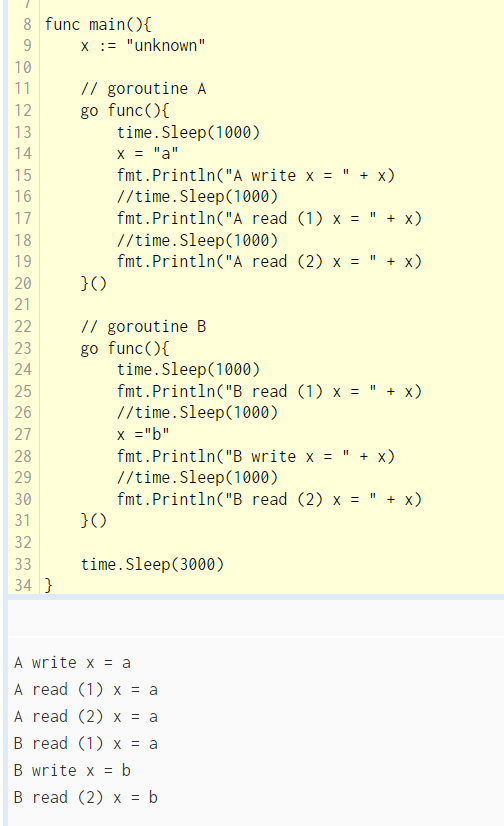 8 func main(){
9     x := "unknown"
10
11     // goroutine A
12     go func(){
13         time.Sleep(1000)
14         x = "a"
15         fmt.Println("A write x = " + x)
16         //time.Sleep(1000)
17         fmt.Println("A read (1) x = " + x)
18         //time.Sleep(1000)
19         fmt.Println("A read (2) x = " + x)
20     }()
21
22     // goroutine B
23     go func(){
24         time.Sleep(1000)
25         fmt.Println("B read (1) x = " + x)
26         //time.Sleep(1000)
27         x ="b"
28         fmt.Println("B write x = " + x)
29         //time.Sleep(1000)
30         fmt.Println("B read (2) x = " + x)
31     }()
32
33     time.Sleep(3000)
34 }
A write x = a
A read (1) x = a
A read (2) x = a
B read (1) x = a
B write x = b
B read (2) x = b